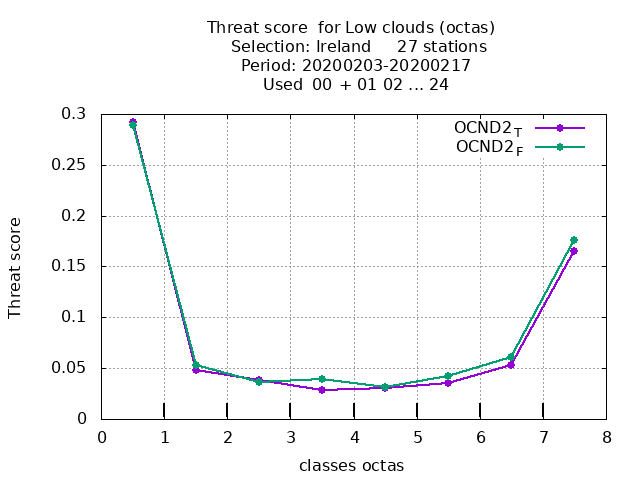 Threat score  for Low clouds (octas)
Selection: Ireland     27 stations
Period: 20200203-20200217
Used  00 + 01 02 ... 24
OCND2_T
OCND2_F
0.3
0.25
0.2
0.15
0.1
0.05
0
Threat score
0 1 2 3 4 5 6 7 8
classes octas